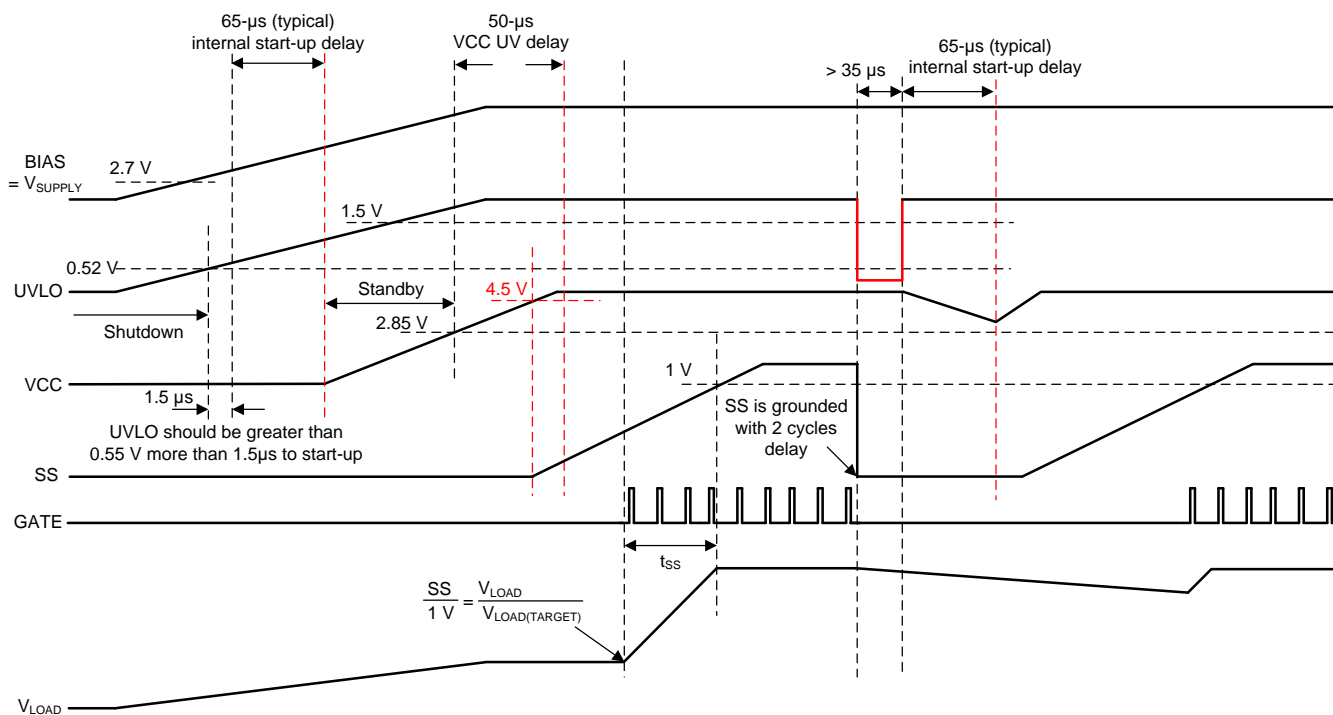 65-µs (typical)
internal start-up delay
50-µs
VCC UV delay
65-µs (typical)
internal start-up delay
> 35 µs
BIAS
= VSUPPLY
2.7 V
1.5 V
0.52 V
UVLO
Standby
4.5 V
Shutdown
2.85 V
VCC
1 V
1.5 µs
SS is grounded
with 2 cycles
delay
UVLO should be greater than
0.55 V more than 1.5µs to start-up
SS
GATE
tSS
SS / 1 V = VLOAD / VLOAD(TARGET)
VLOAD